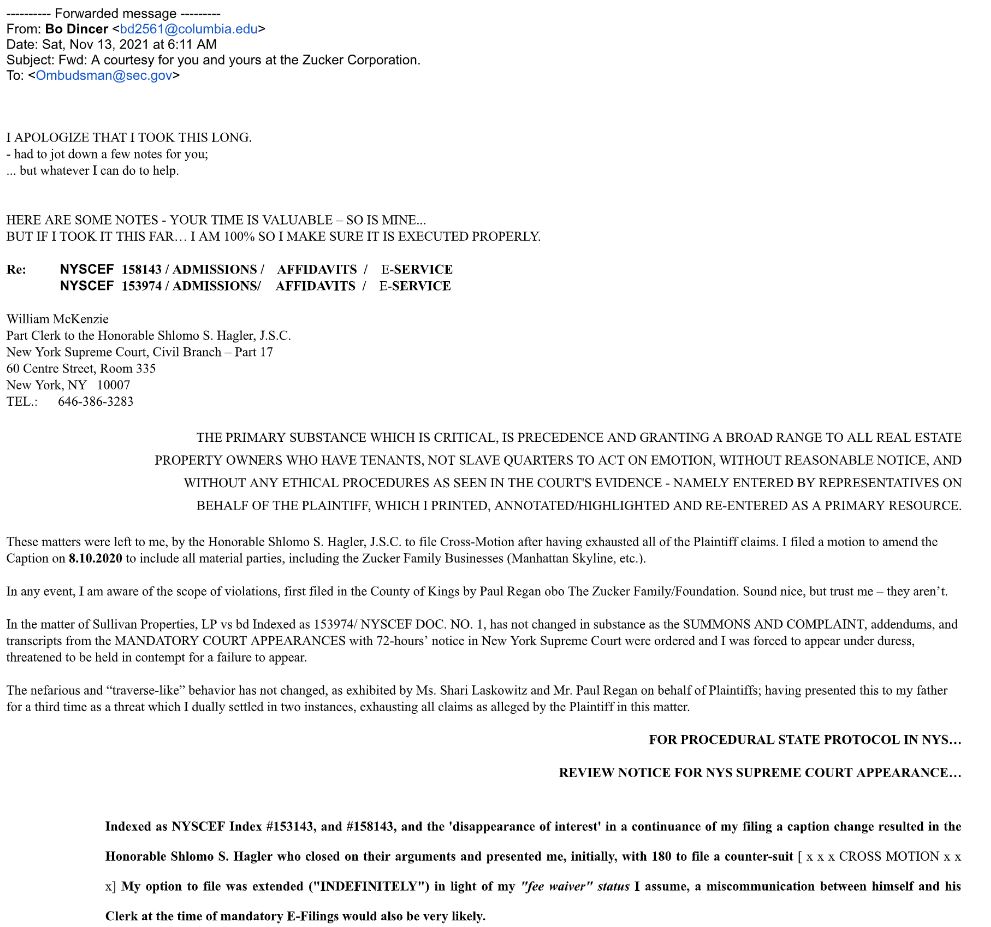 ---------- Forwarded message ---------
From: Bo Dincer <bd2561@columbia.edu>
Date: Sat, Nov 13, 2021 at 6:11 AM
Subject: Fwd: A courtesy for you and yours at the Zucker Corporation.
To: <Ombudsman@sec.gov>
I APOLOGIZE THAT I TOOK THIS LONG.
- had to jot down a few notes for you;
... but whatever I can do to help.
HERE ARE SOME NOTES - YOUR TIME IS VALUABLE – SO IS MINE...
BUT IF I TOOK IT THIS FAR… I AM 100% SO I MAKE SURE IT IS EXECUTED PROPERLY.
Re: NYSCEF 158143 / ADMISSIONS / AFFIDAVITS / E-SERVICE
NYSCEF 153974 / ADMISSIONS/ AFFIDAVITS / E-SERVICE
William McKenzie
Part Clerk to the Honorable Shlomo S. Hagler, J.S.C.
New York Supreme Court, Civil Branch – Part 17
60 Centre Street, Room 335
New York, NY 10007
TEL.: 646-386-3283
THE PRIMARY SUBSTANCE WHICH IS CRITICAL, IS PRECEDENCE AND GRANTING A BROAD RANGE TO ALL REAL ESTATE
PROPERTY OWNERS WHO HAVE TENANTS, NOT SLAVE QUARTERS TO ACT ON EMOTION, WITHOUT REASONABLE NOTICE, AND
WITHOUT ANY ETHICAL PROCEDURES AS SEEN IN THE COURT'S EVIDENCE - NAMELY ENTERED BY REPRESENTATIVES ON
BEHALF OF THE PLAINTIFF, WHICH I PRINTED, ANNOTATED/HIGHLIGHTED AND RE-ENTERED AS A PRIMARY RESOURCE.
These matters were left to me, by the Honorable Shlomo S. Hagler, J.S.C. to file Cross-Motion after having exhausted all of the Plaintiff claims. I filed a motion to amend the
Caption on 8.10.2020 to include all material parties, including the Zucker Family Businesses (Manhattan Skyline, etc.).
In any event, I am aware of the scope of violations, first filed in the County of Kings by Paul Regan obo The Zucker Family/Foundation. Sound nice, but trust me – they aren't.
In the matter of Sullivan Properties, LP vs bd Indexed as 153974/ NYSCEF DOC. NO. 1, has not changed in substance as the SUMMONS AND COMPLAINT, addendums, and
transcripts from the MANDATORY COURT APPEARANCES with 72-hours' notice in New York Supreme Court were ordered and I was forced to appear under duress,
threatened to be held in contempt for a failure to appear.
The nefarious and “traverse-like” behavior has not changed, as exhibited by Ms. Shari Laskowitz and Mr. Paul Regan on behalf of Plaintiffs; having presented this to my father
for a third time as a threat which I dually settled in two instances, exhausting all claims as alleged by the Plaintiff in this matter.
FOR PROCEDURAL STATE PROTOCOL IN NYS…
REVIEW NOTICE FOR NYS SUPREME COURT APPEARANCE…
Indexed as NYSCEF Index #153143, and #158143, and the 'disappearance of interest' in a continuance of my filing a caption change resulted in the
Honorable Shlomo S. Hagler who closed on their arguments and presented me, initially, with 180 to file a counter-suit [ x x x CROSS MOTION x x
x] My option to file was extended ("INDEFINITELY") in light of my "fee waiver" status I assume, a miscommunication between himself and his
Clerk at the time of mandatory E-Filings would also be very likely.